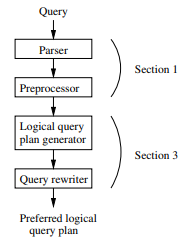 Query
Parser
Section 1
Preprocessor
Logical query
plan generator
Section 3
Query rewriter
Preferred logical
query plan